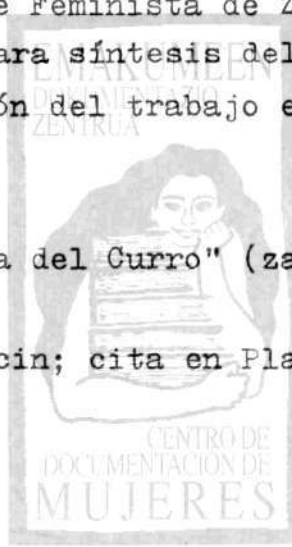 e Feminista de Z
ara síntesis del
EMAKUMEEN
DOKUMENTAZIO
ón del trabajo e
ZENTRUA
a del Curro" (za
cin; cita en Pla
CENTRO DE
DOCUMENTACIÓN DE
MUJERES